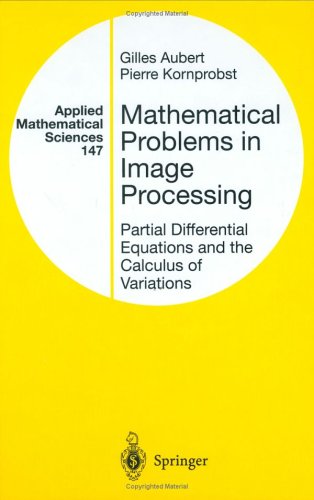 Gilles Aubert
Pierre Kornprobst
Applied
Mathematical
Sciences
147
Mathematical
Problems in
Image
Processing
Partial Differential
Equations and the
Calculus of
Variations
Springer
Copyrighted Material
Copyrighted Material